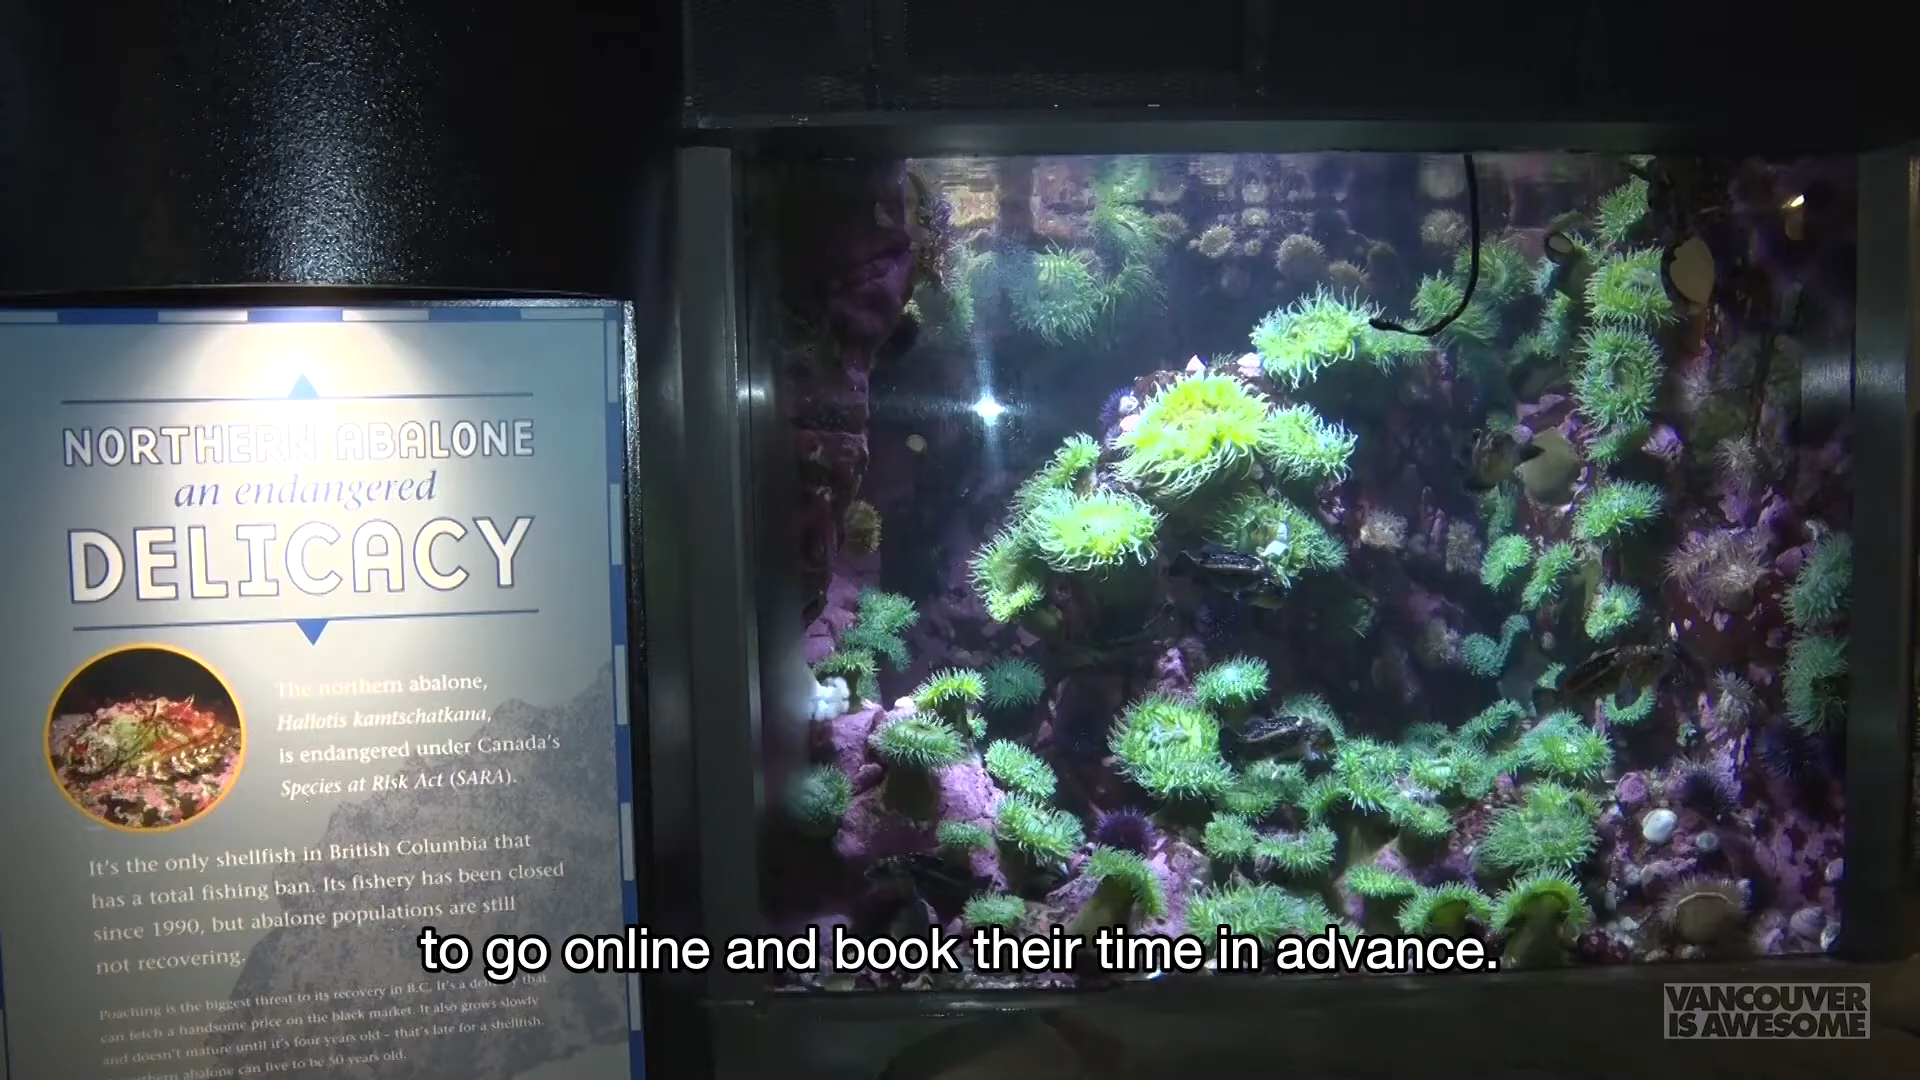 NORTHERN ABALONE
an endangered
DELICACY
The northern abalone,
Haliotis kamtschatkana,
is endangered under Canada's
Species at Risk Act (SARA).
It's the only shellfish in British Columbia that
has a total fishing ban. Its fishery has been closed
since 1990, but abalone populations are still
not recovering.
Poaching is the biggest threat to its recovery in B.C. It's a that
can fetch a handsome price on the black market. It also grows slowly
and doesn't mature until it's four years old – that's late for a shellfish.
abalone can live to be 50 years old.
to go online and book their time in advance.
VANCOUVER
IS AWESOME